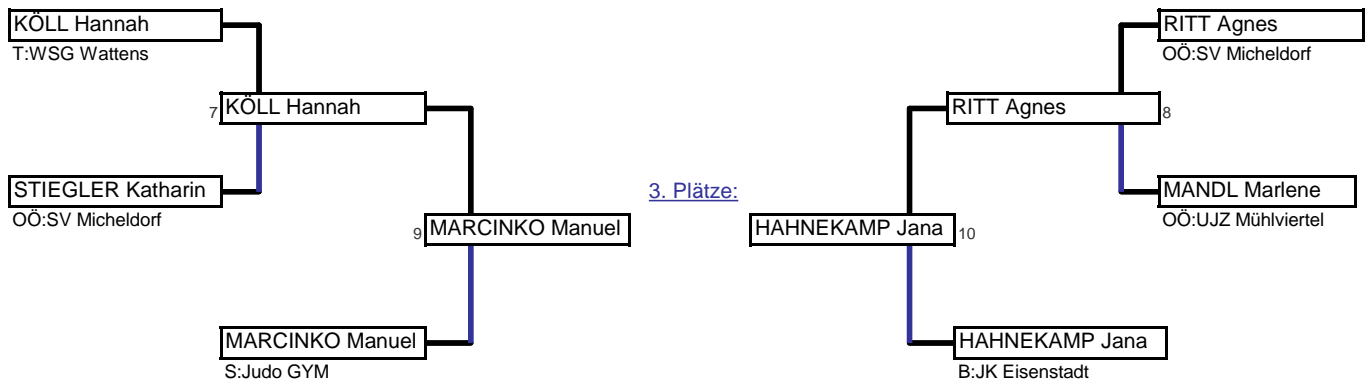 KÖLL Hannah
T:WSG Wattens
7 KÖLL Hannah
STIEGLER Katharin
OÖ:SV Micheldorf
9 MARCINKO Manuel
MARCINKO Manuel
S:Judo GYM
3. Plätze:
RITT Agnes
OÖ:SV Micheldorf
RITT Agnes 8
MANDL Marlene
OÖ:UJZ Mühlviertel
HAHNEKAMP Jana 10
HAHNEKAMP Jana
B:JK Eisenstadt